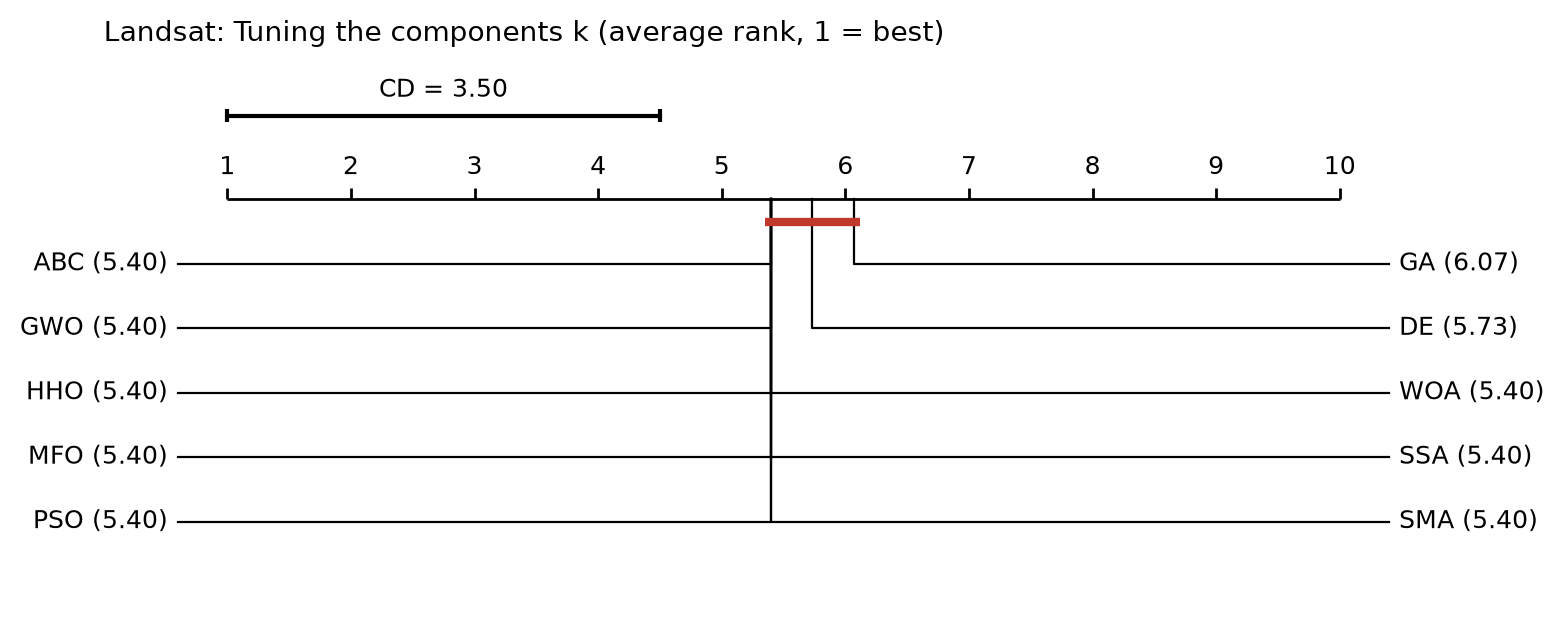 Landsat: Tuning the components k (average rank, 1 = best)
CD = 3.50
1 2 3 4 5 6 7 8 9 10
ABC (5.40) GA (6.07)
GWO (5.40) DE (5.73)
HHO (5.40) WOA (5.40)
MFO (5.40) SSA (5.40)
PSO (5.40) SMA (5.40)